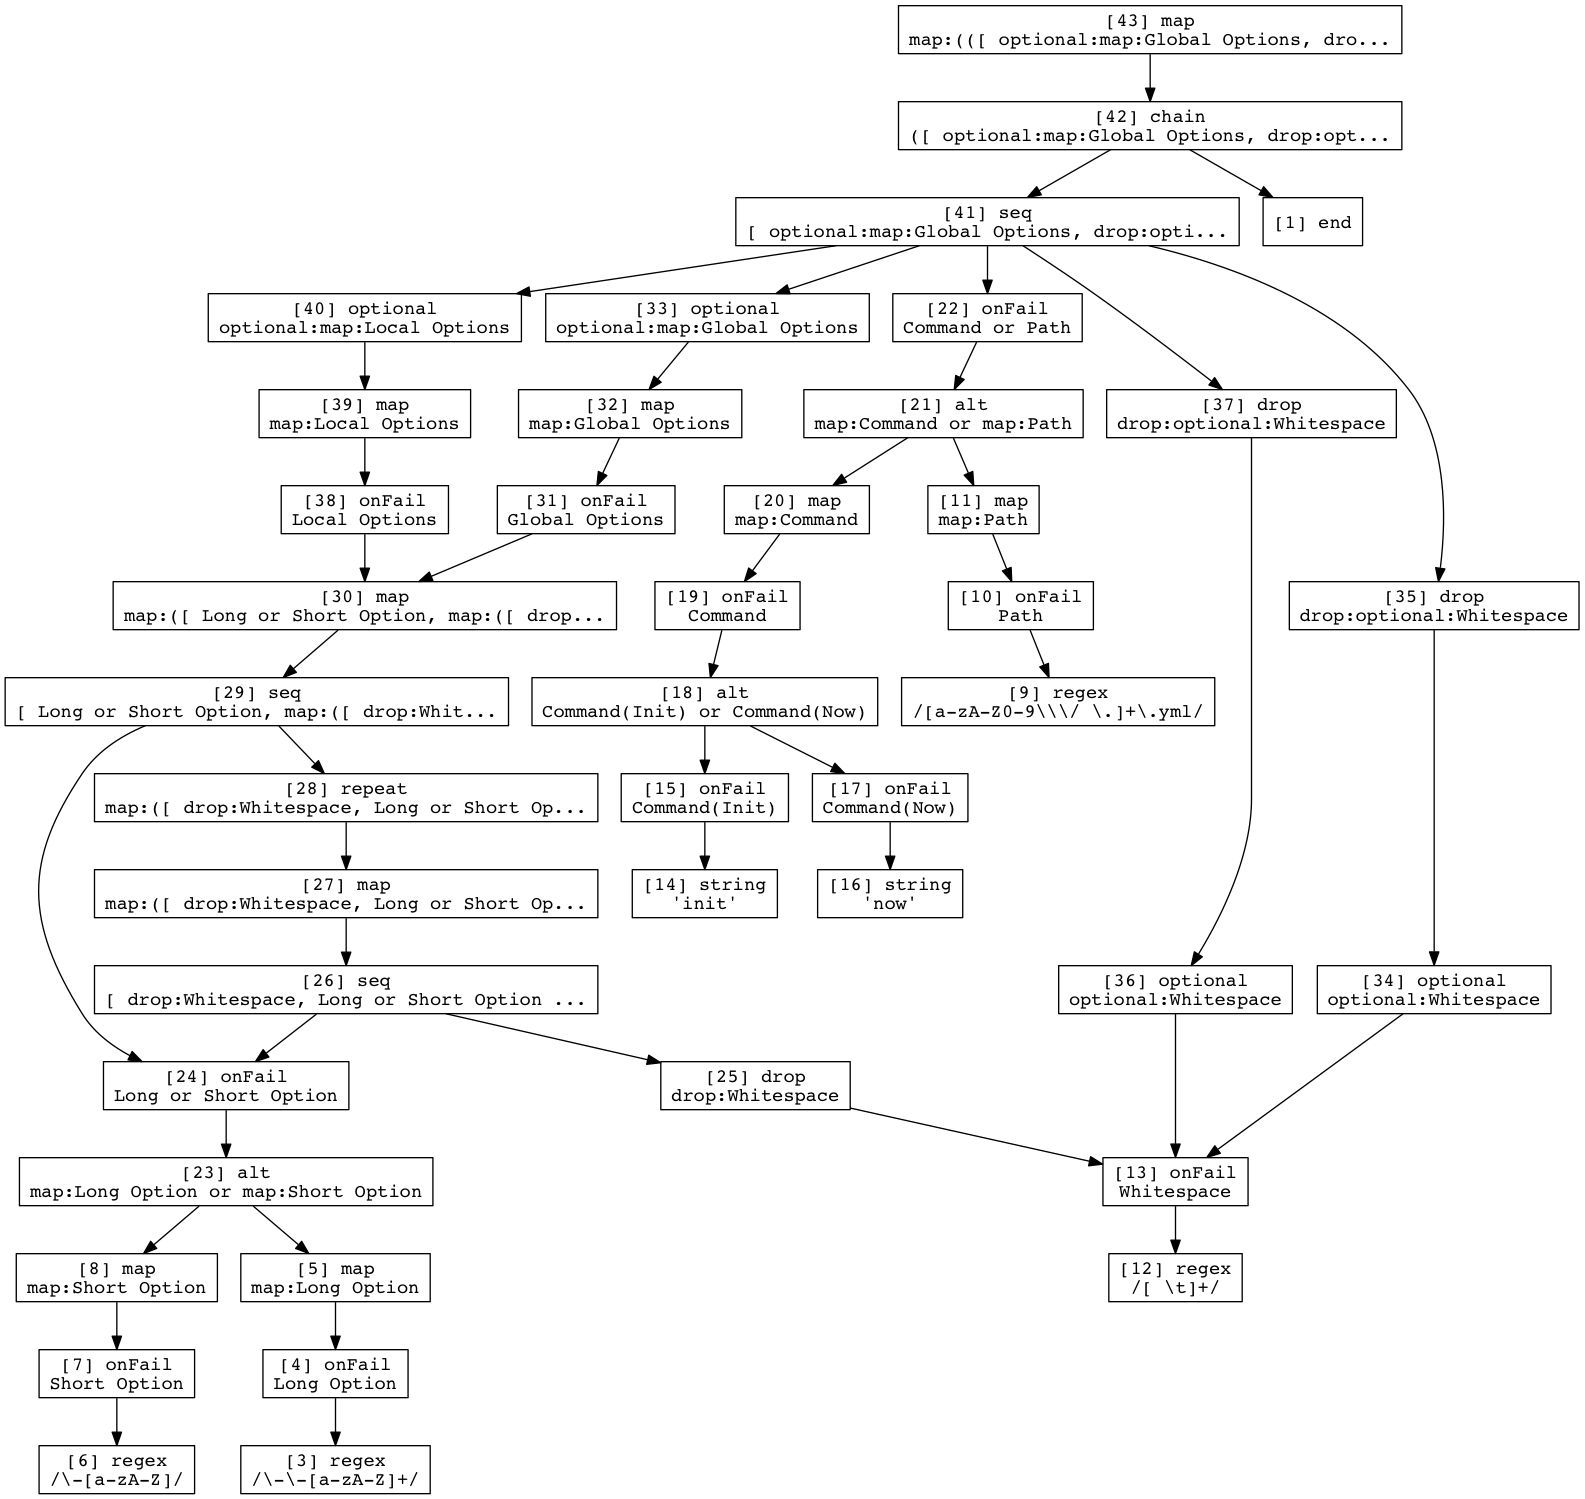 [43] map
map:(([ optional:map:Global Options, dro...
[42] chain
([ optional:map:Global Options, drop:opt...
[41] seq
[ optional:map:Global Options, drop:opti...
[1] end
[40] optional
optional:map:Local Options
[33] optional
optional:map:Global Options
[22] onFail
Command or Path
[39] map
map:Local Options
[32] map
map:Global Options
[21] alt
map:Command or map:Path
[37] drop
drop:optional:Whitespace
[38] onFail
Local Options
[31] onFail
Global Options
[20] map
map:Command
[11] map
map:Path
[30] map
map:([ Long or Short Option, map:([ drop...
[19] onFail
Command
[10] onFail
Path
[35] drop
drop:optional:Whitespace
[29] seq
[ Long or Short Option, map:([ drop:Whit...
[18] alt
Command(Init) or Command(Now)
[9] regex
/[a-zA-Z0-9\\\/ \.]+\.yml/
[28] repeat
map:([ drop:Whitespace, Long or Short Op...
[15] onFail
Command(Init)
[17] onFail
Command(Now)
[27] map
map:([ drop:Whitespace, Long or Short Op...
[14] string
'init'
[16] string
'now'
[26] seq
[ drop:Whitespace, Long or Short Option ...
[36] optional
optional:Whitespace
[34] optional
optional:Whitespace
[24] onFail
Long or Short Option
[25] drop
drop:Whitespace
[23] alt
map:Long Option or map:Short Option
[13] onFail
Whitespace
[8] map
map:Short Option
[5] map
map:Long Option
[12] regex
/[ \t]+/
[7] onFail
Short Option
[4] onFail
Long Option
[6] regex
/\-[a-zA-Z]/
[3] regex
/\-\-[a-zA-Z]+/